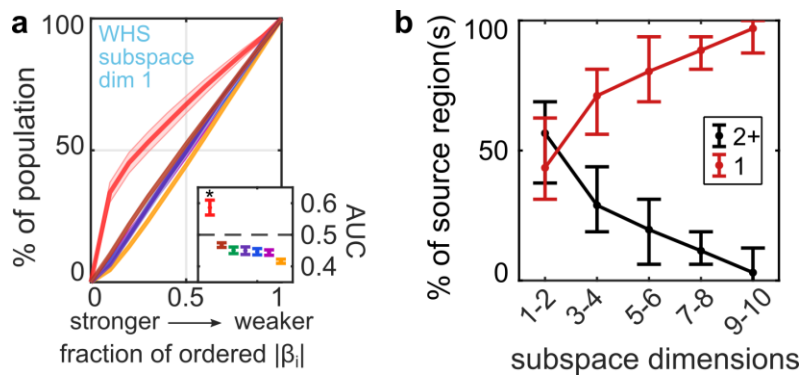 a
WHS
subspace
dim 1
% of population
100
50
0
0
0.5
1
stronger → weaker
fraction of ordered |βi|
*
0.6
0.5
0.4
AUC
b
% of source region(s)
100
50
0
2+
1
1-2
3-4
5-6
7-8
9-10
subspace dimensions